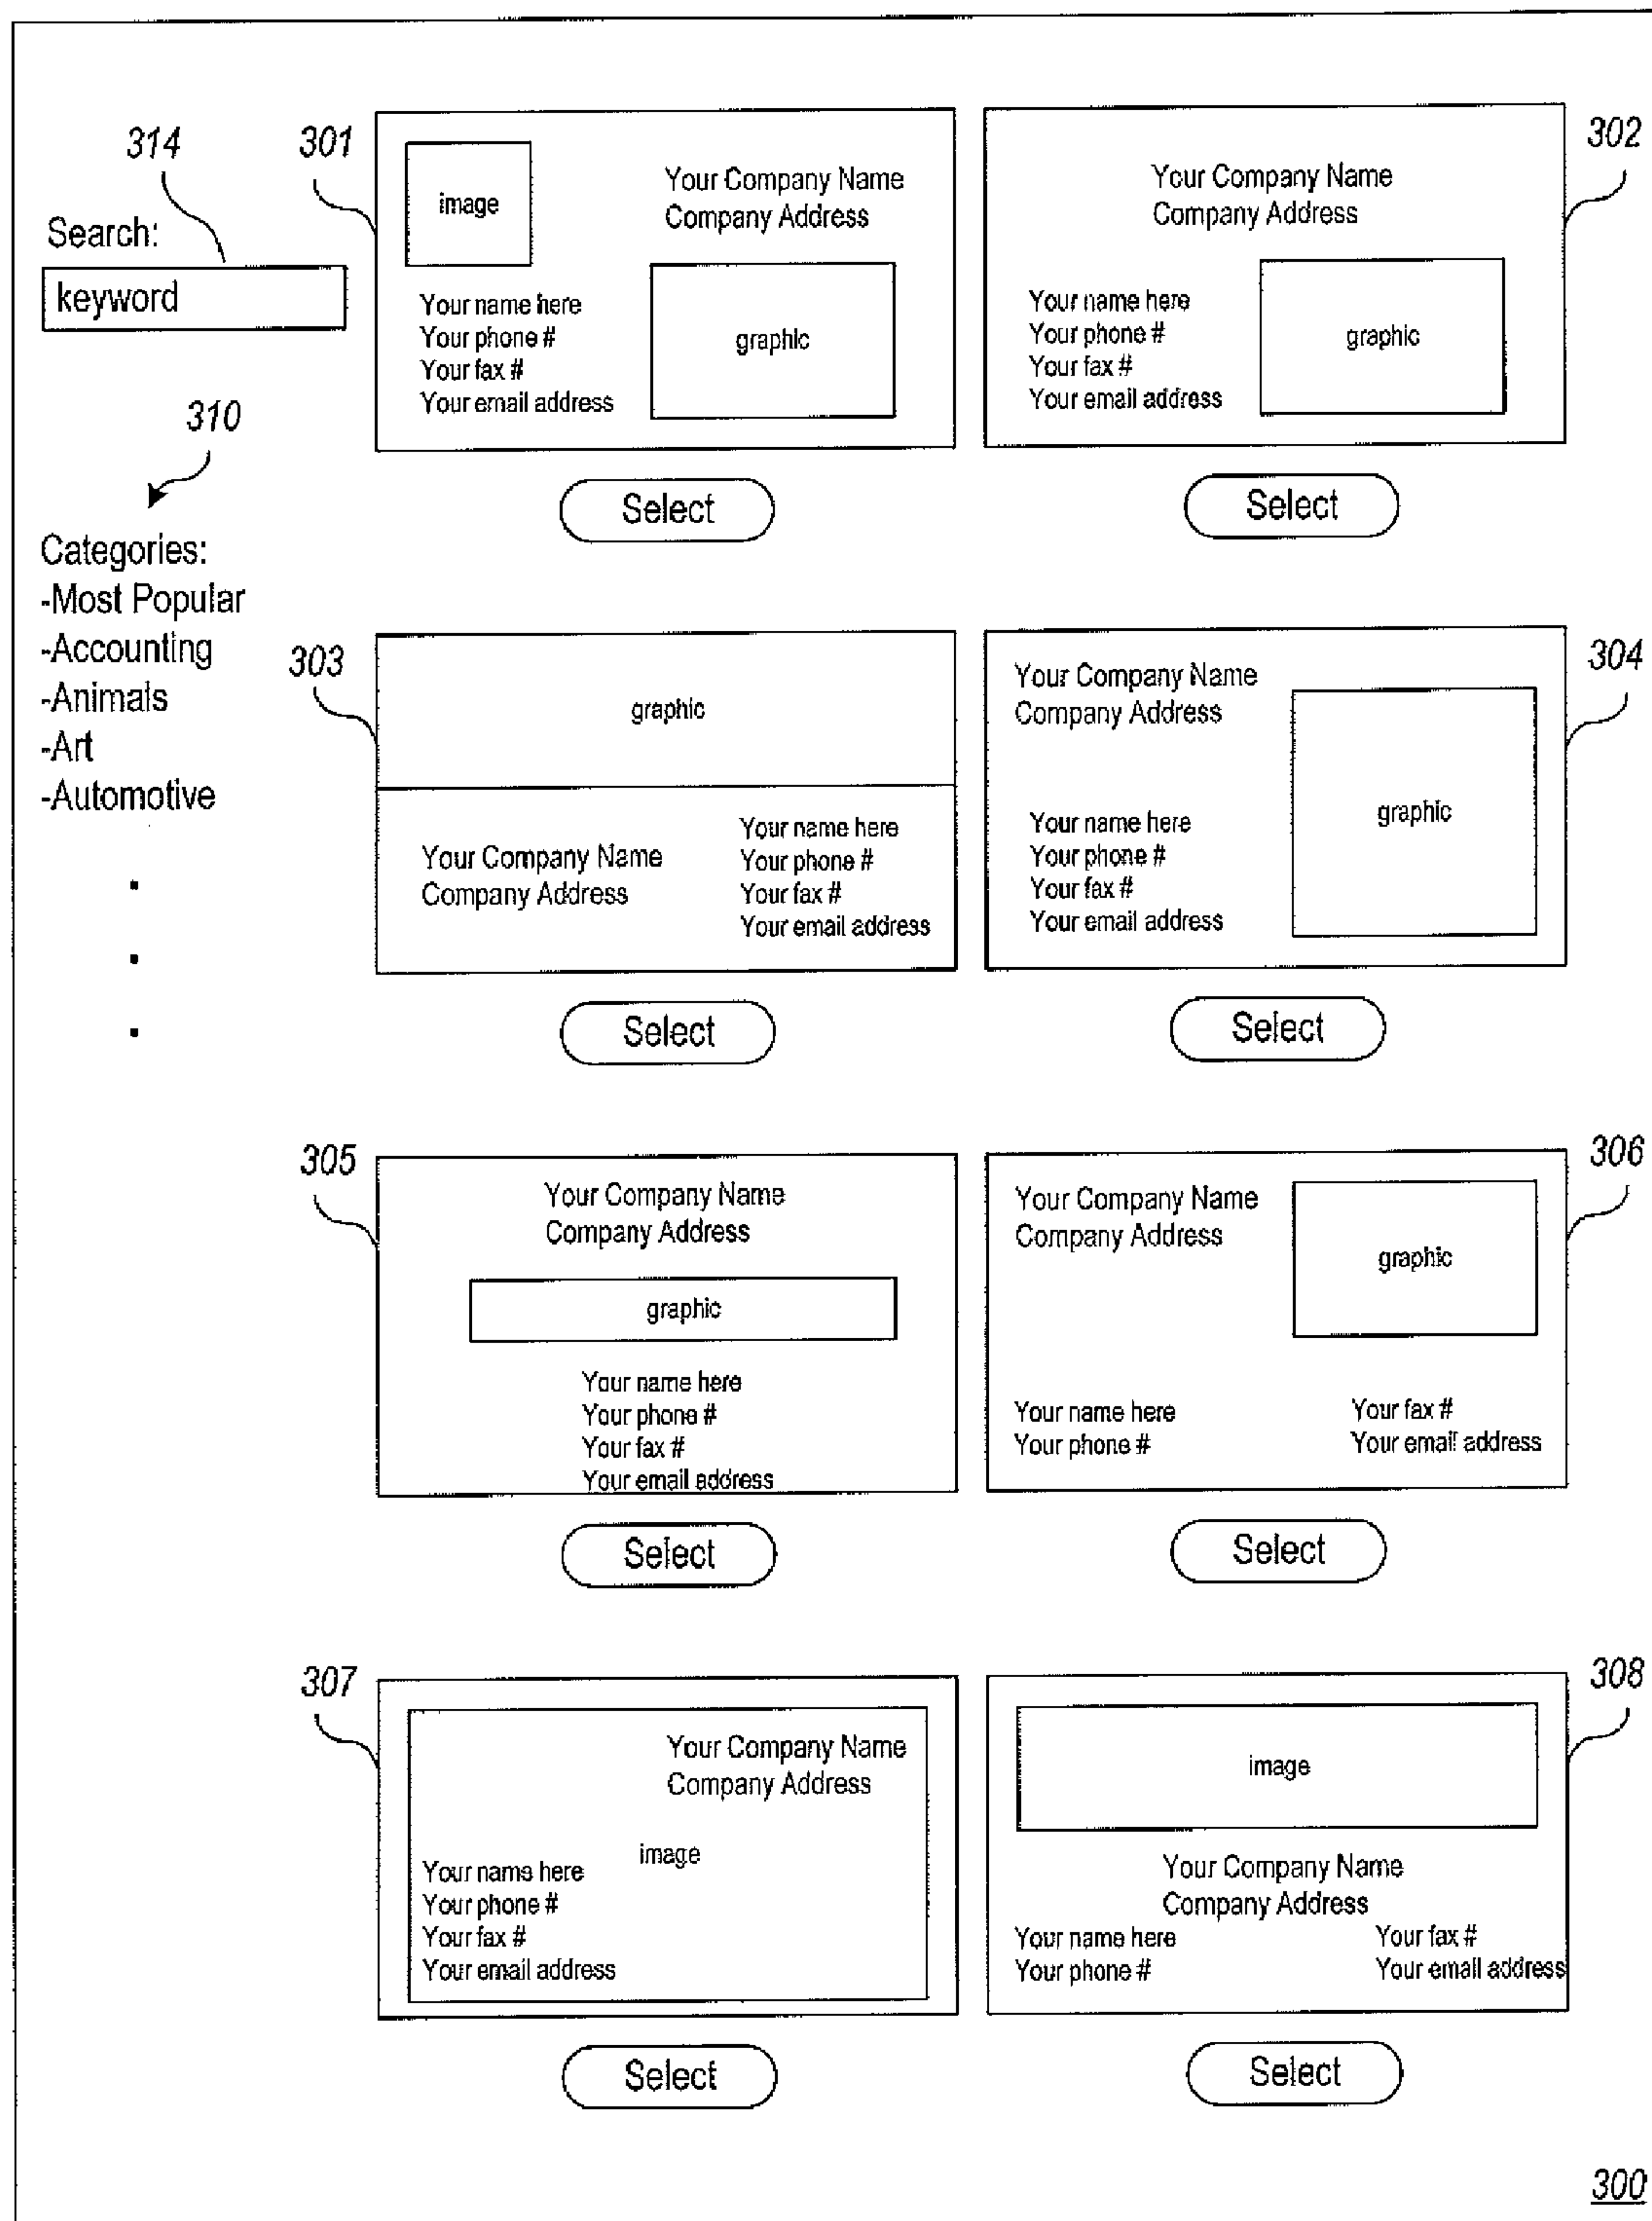 314
Search:
keyword
310
Categories:
-Most Popular
-Accounting
-Animals
-Art
-Automotive
301
image
Your Company Name
Company Address
Your name here
Your phone #
Your fax #
Your email address
graphic
Select
302
Your Company Name
Company Address
Your name here
Your phone #
Your fax #
Your email address
graphic
Select
303
graphic
Your Company Name
Company Address
Your name here
Your phone #
Your fax #
Your email address
Select
304
Your Company Name
Company Address
Your name here
Your phone #
Your fax #
Your email address
graphic
Select
305
Your Company Name
Company Address
graphic
Your name here
Your phone #
Your fax #
Your email address
Select
306
Your Company Name
Company Address
graphic
Your name here
Your phone #
Your fax #
Your email address
Select
307
Your Company Name
Company Address
image
Your name here
Your phone #
Your fax #
Your email address
Select
308
image
Your Company Name
Company Address
Your name here
Your phone #
Your fax #
Your email address
Select
300